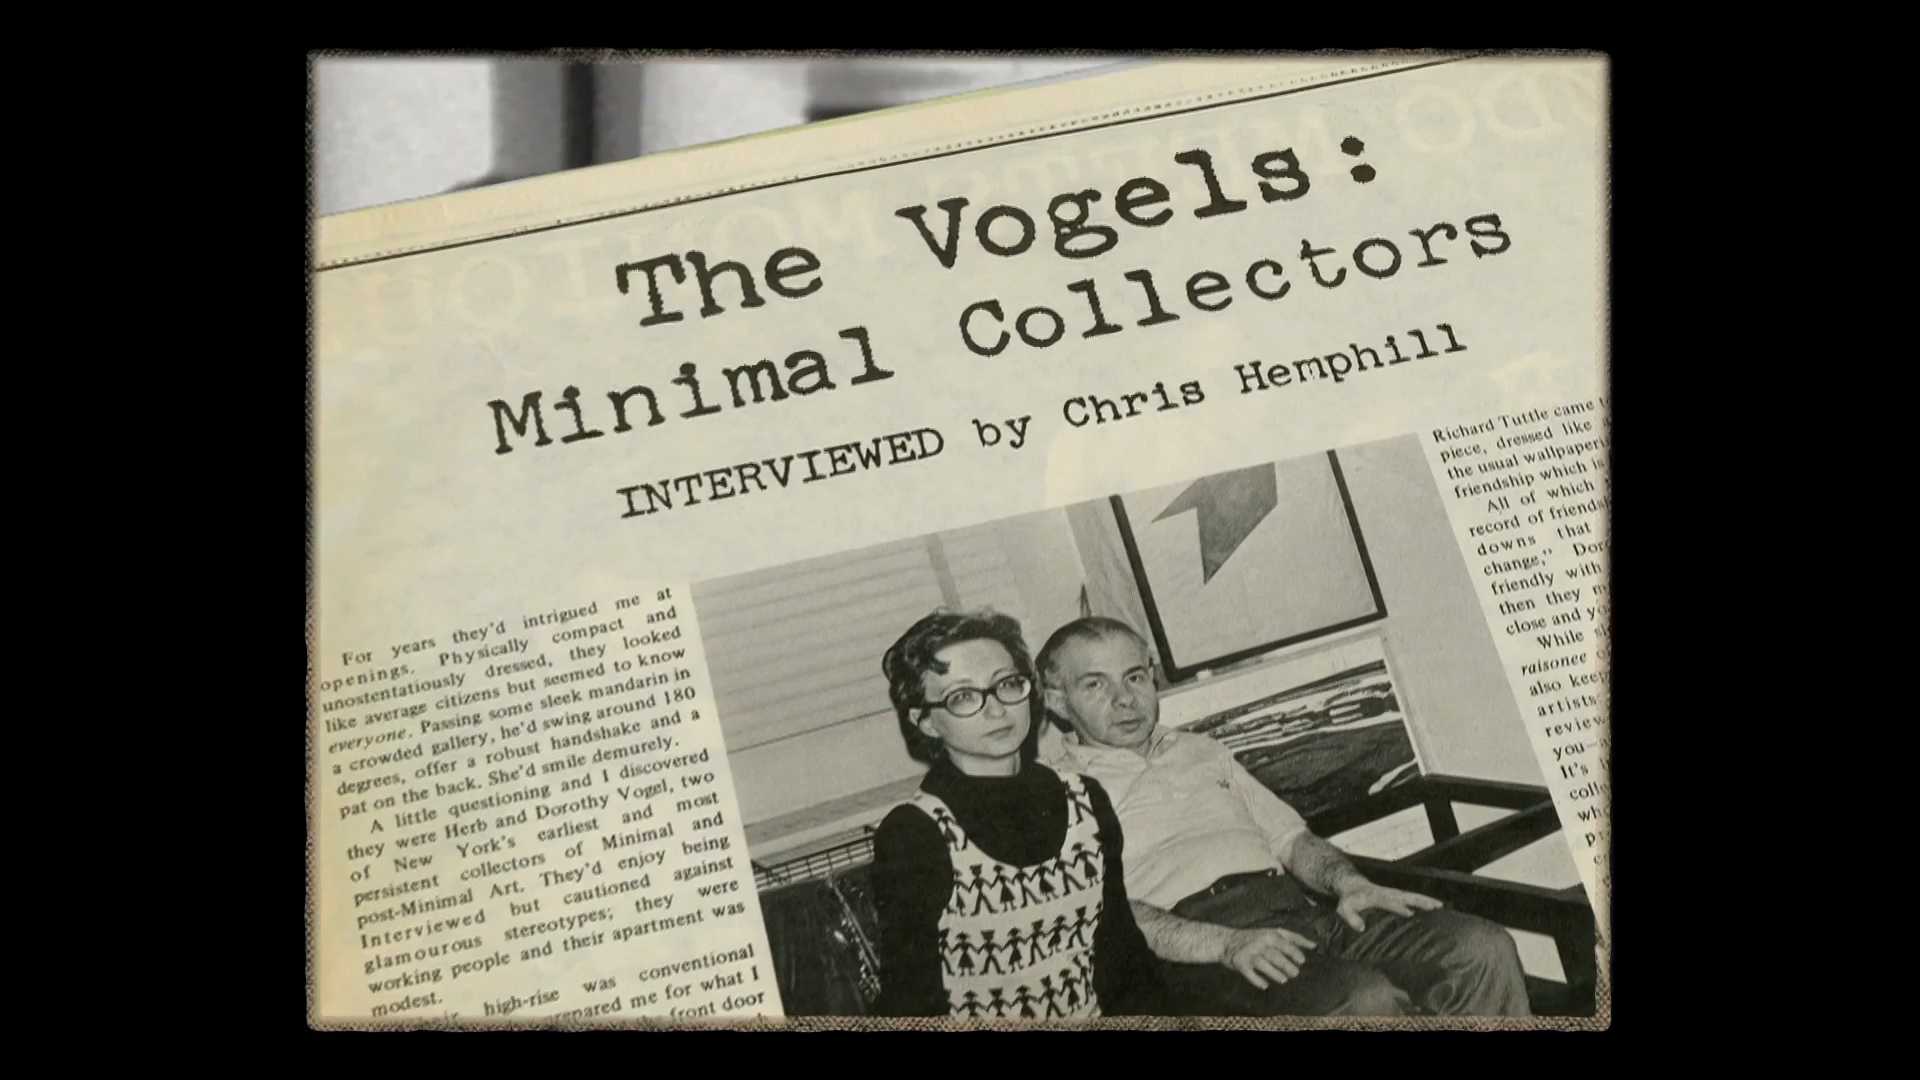 The Vogels:
Minimal Collectors
INTERVIEWED by Chris Hemphill
For years they'd intrigued me at
openings. Physically compact and
unostentatiously dressed, they looked
like average citizens but seemed to know
everyone. Passing some sleek mandarin in
a crowded gallery, he'd swing around 180
degrees, offer a robust handshake and a
pat on the back. She'd smile demurely.
A little questioning and I discovered
they were Herb and Dorothy Vogel, two
of New York's earliest and most
persistent collectors of Minimal and
post-Minimal Art. They'd enjoy being
Interviewed but cautioned against
glamourous stereotypes; they were
working people and their apartment was
modest.
high-rise was conventional
me for what I
front door
Richard Tuttle came
piece, dressed like
the usual
friendship which is
All of which
record of
downs that
change,"
friendly with
then they
close and
While
raisonee
also keep
artists
you—
It's